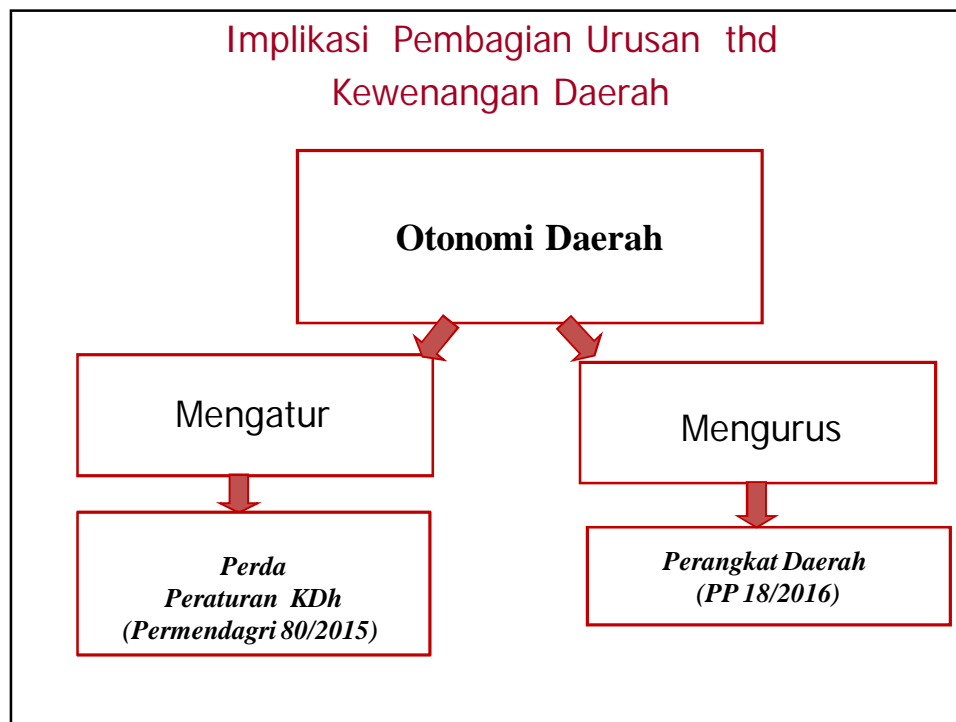 Implikasi Pembagian Urusan thd
Kewenangan Daerah
Otonomi Daerah
Mengatur
Mengurus
Perda
Peraturan KDh
(Permendagri 80/2015)
Perangkat Daerah
(PP 18/2016)